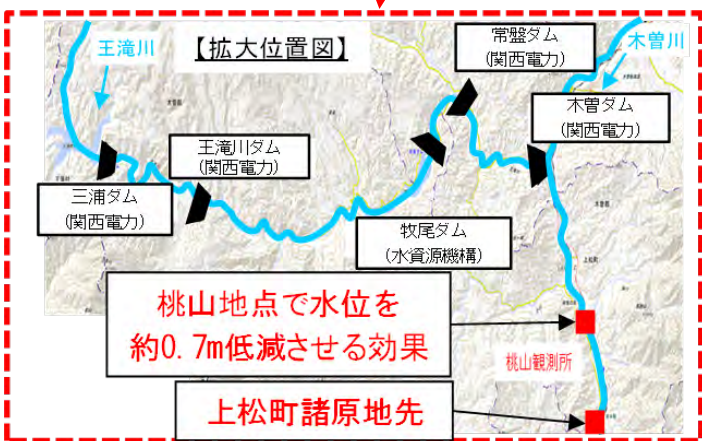 王滝川
【拡大位置図】
常盤ダム
(関西電力)
木曽川
木曽ダム
(関西電力)
王滝川ダム
(関西電力)
三浦ダム
(関西電力)
牧尾ダム
(水資源機構)
上松町
桃山地点で水位を
約0.7m低減させる効果
桃山観測所
上松町諸原地先